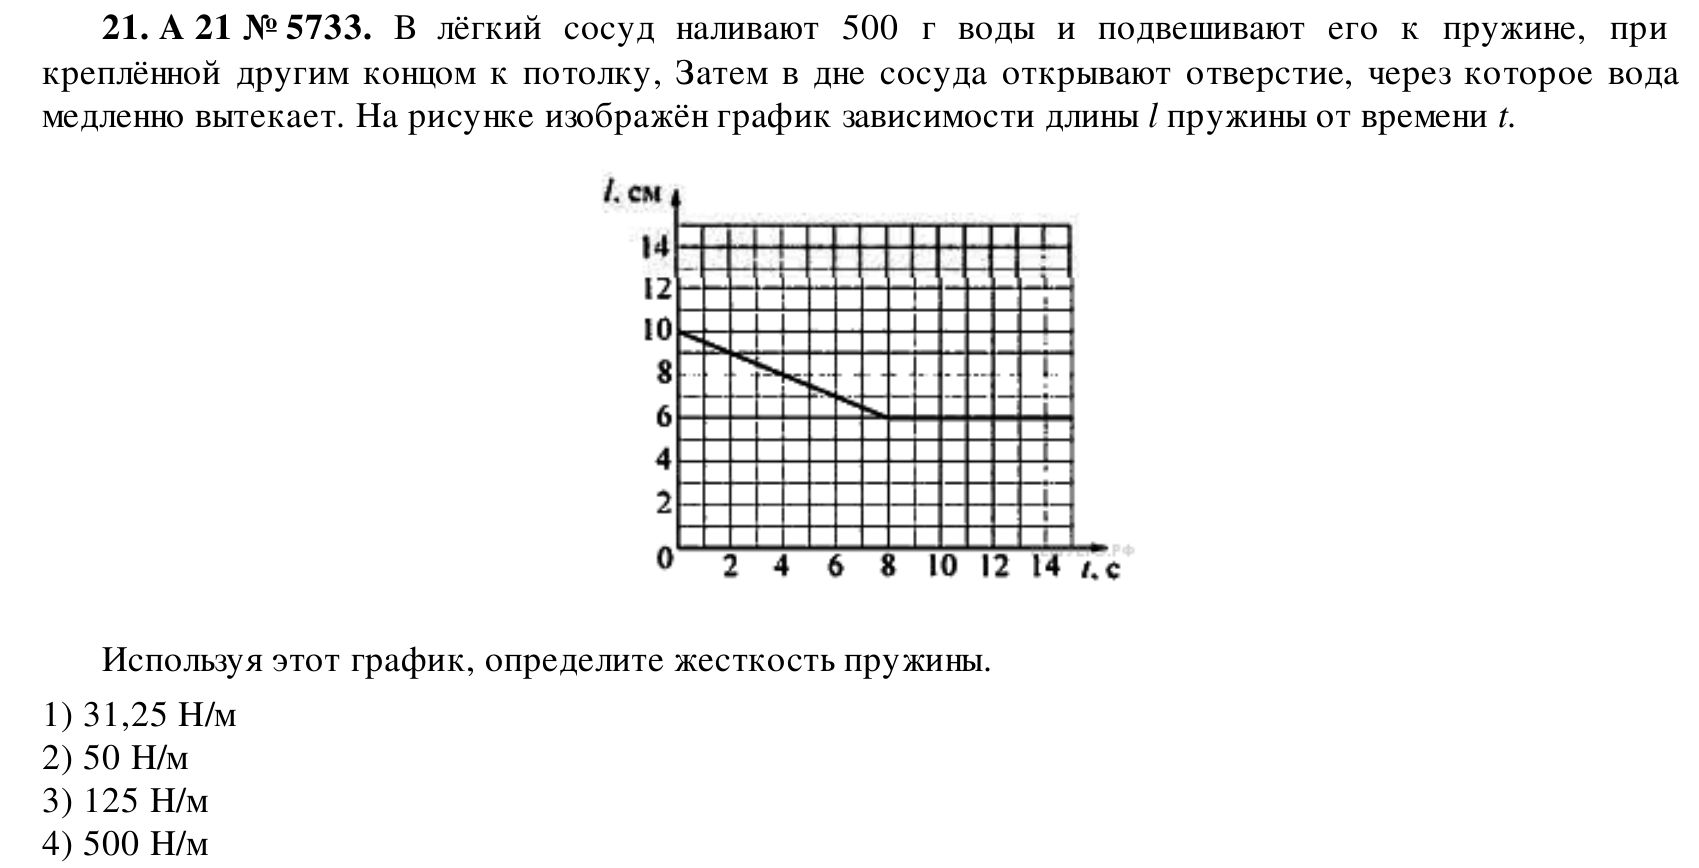 21. А 21 № 5733. В лёгкий сосуд наливают 500 г воды и подвешивают его к пружине, при
креплённой другим концом к потолку, Затем в дне сосуда открывают отверстие, через которое вода
медленно вытекает. На рисунке изображён график зависимости длины l пружины от времени t.
l, см
14
12
10
8
6
4
2
0
2 4 6 8 10 12 14 t, с
Используя этот график, определите жесткость пружины.
1) 31,25 Н/м
2) 50 Н/м
3) 125 Н/м
4) 500 Н/м